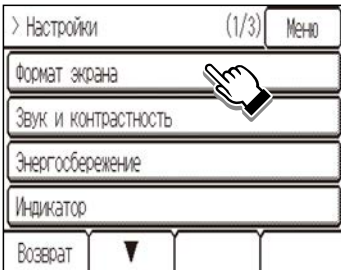 > Настройки (1/3) Меню
Формат экрана
Звук и контрастность
Энергосбережение
Индикатор
Возврат ▼